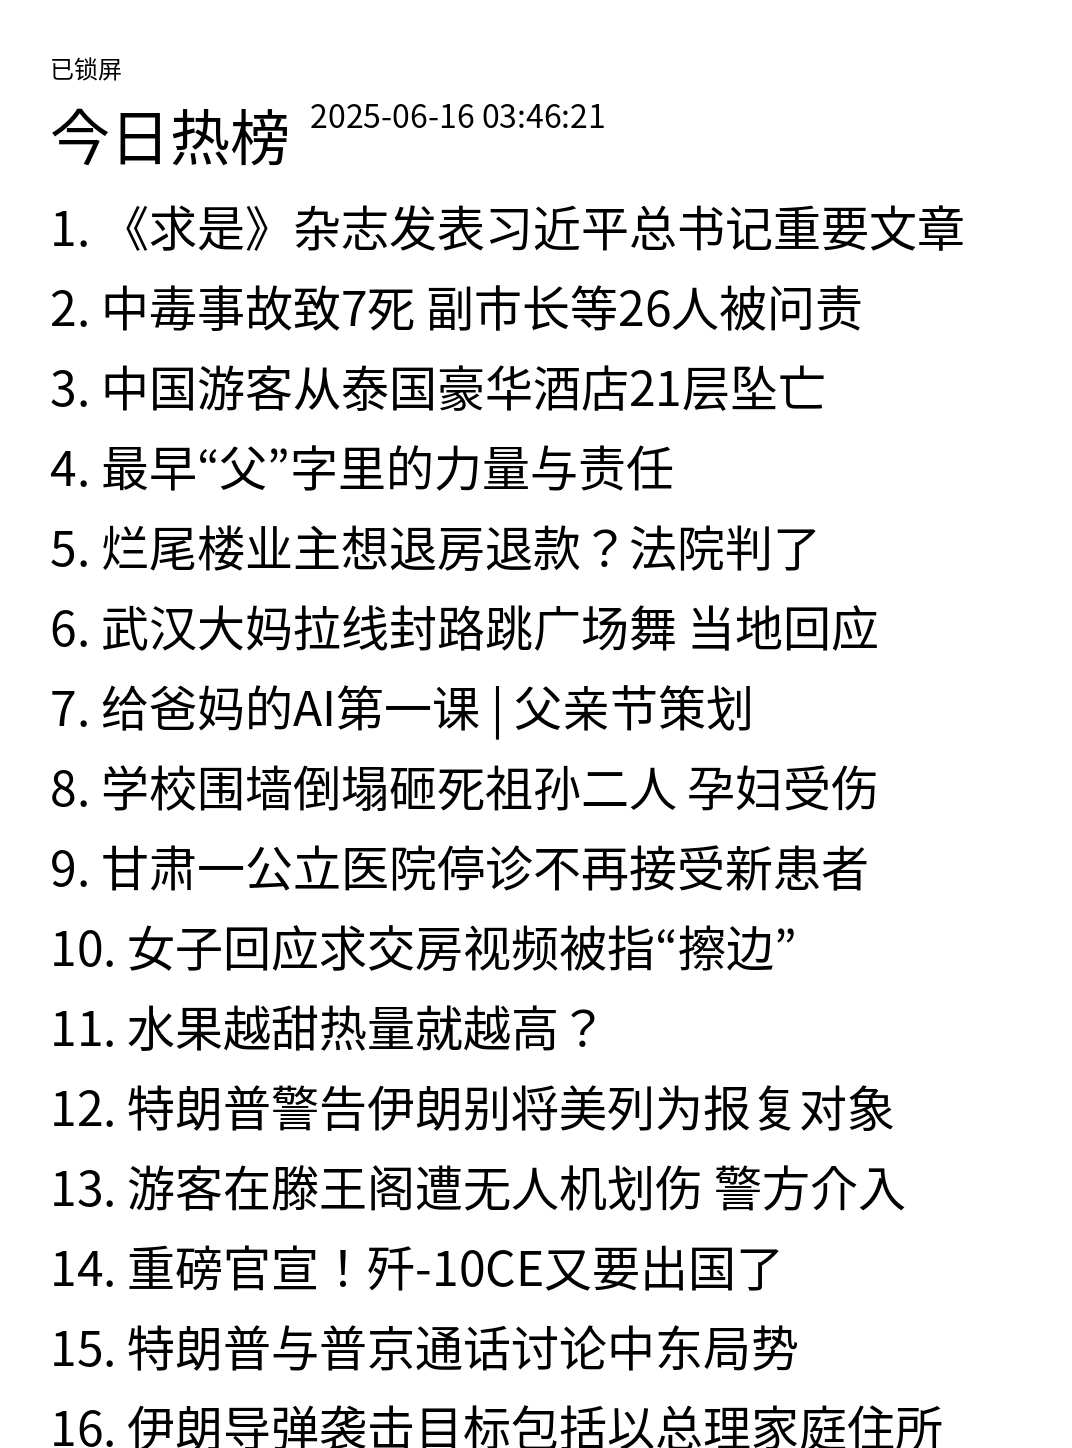 已锁屏
今日热榜 2025-06-16 03:46:21
1. 《求是》杂志发表习近平总书记重要文章
2. 中毒事故致7死 副市长等26人被问责
3. 中国游客从泰国豪华酒店21层坠亡
4. 最早“父”字里的力量与责任
5. 烂尾楼业主想退房退款？法院判了
6. 武汉大妈拉线封路跳广场舞 当地回应
7. 给爸妈的AI第一课 | 父亲节策划
8. 学校围墙倒塌砸死祖孙二人 孕妇受伤
9. 甘肃一公立医院停诊不再接受新患者
10. 女子回应求交房视频被指“擦边”
11. 水果越甜热量就越高？
12. 特朗普警告伊朗别将美列为报复对象
13. 游客在滕王阁遭无人机划伤 警方介入
14. 重磅官宣！歼-10CE又要出国了
15. 特朗普与普京通话讨论中东局势
16. 伊朗导弹袭击目标包括以总理家庭住所